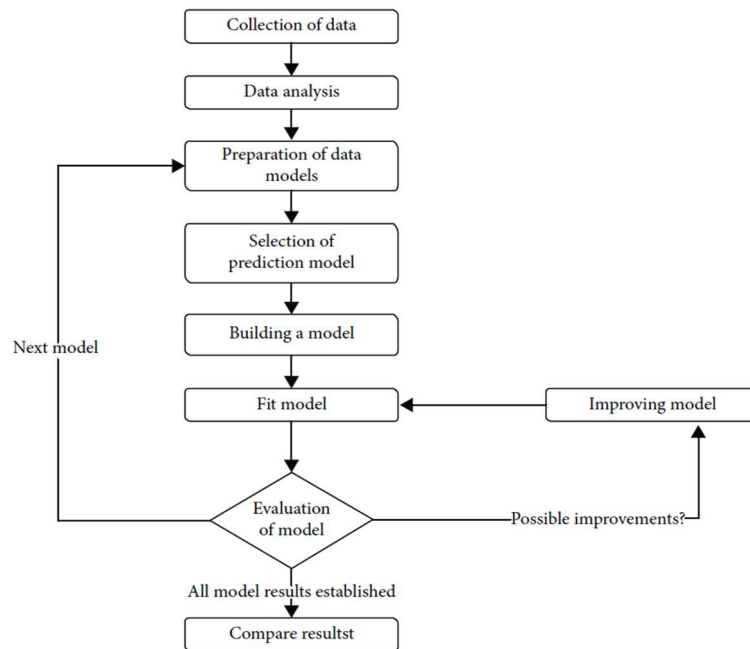 Collection of data
Data analysis
Preparation of data
models
Selection of
prediction model
Building a model
Next model
Fit model
Improving model
Evaluation
of model
Possible improvements?
All model results established
Compare resultst